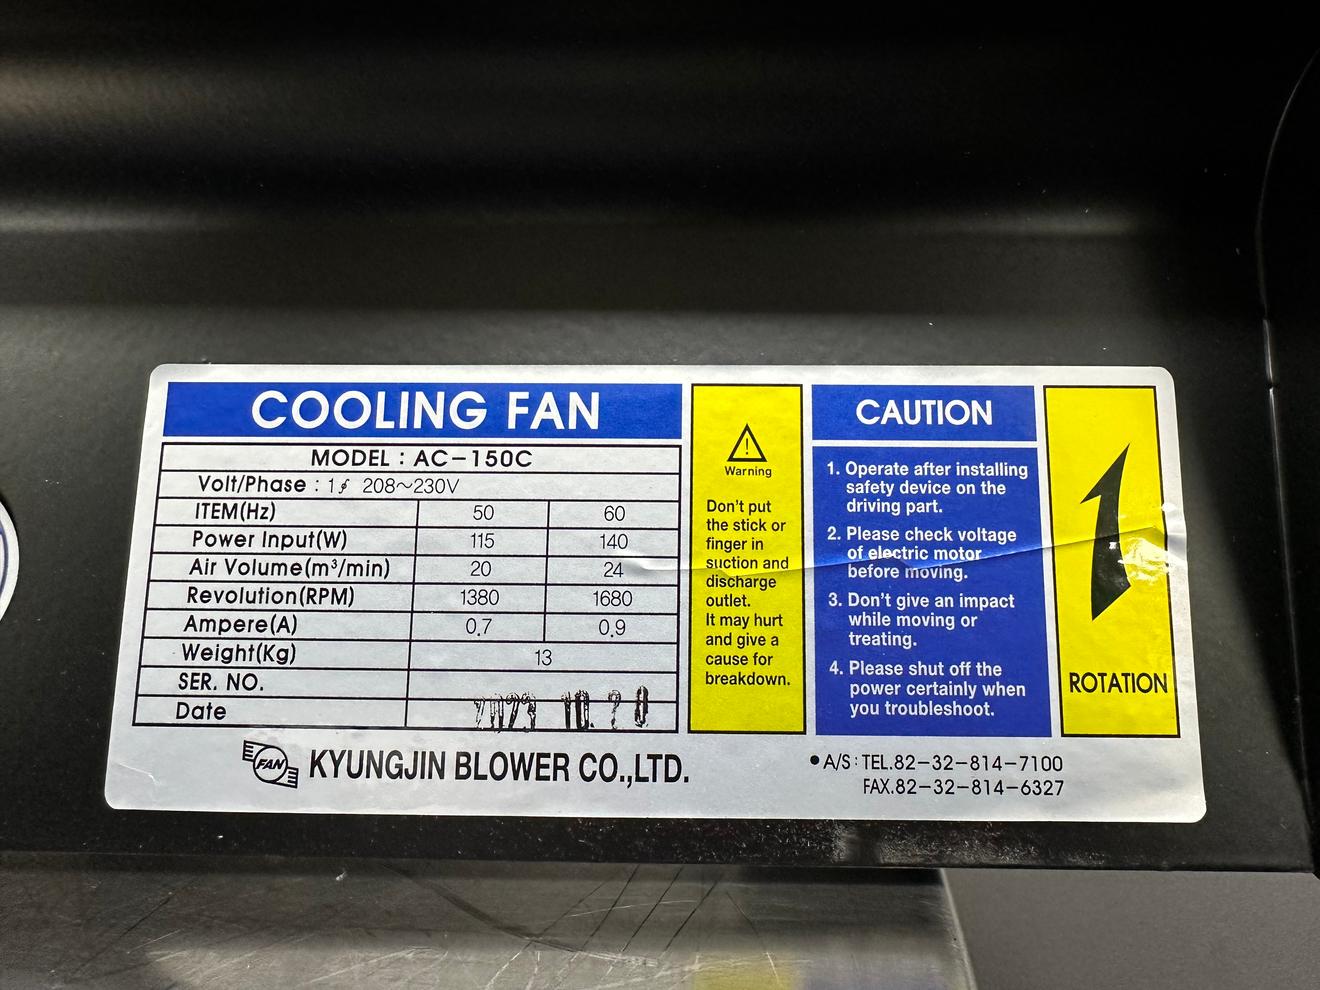 COOLING FAN
MODEL : AC-150C
Volt/Phase : 1∮ 208~230V
ITEM(Hz) 50 60
Power Input(W) 115 140
Air Volume(m³/min) 20 24
Revolution(RPM) 1380 1680
Ampere(A) 0.7 0.9
Weight(Kg) 13
SER. NO.
Date
FAN
KYUNGJIN BLOWER CO.,LTD.
Warning
Don't put
the stick or
finger in
suction and
discharge
outlet.
It may hurt
and give a
cause for
breakdown.
CAUTION
1. Operate after installing
safety device on the
driving part.
2. Please check voltage
of electric motor
before moving.
3. Don't give an impact
while moving or
treating.
4. Please shut off the
power certainly when
you troubleshoot.
ROTATION
•A/S : TEL.82-32-814-7100
FAX.82-32-814-6327